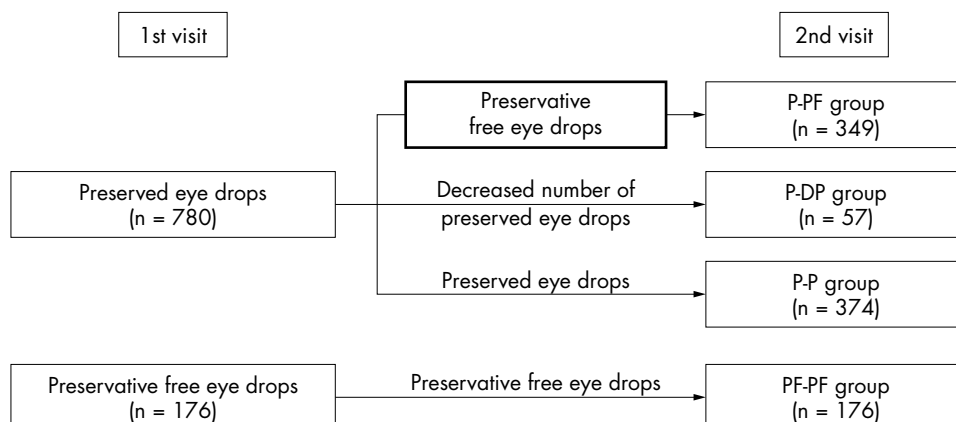 1st visit
2nd visit
Preservative
free eye drops
P-PF group
(n = 349)
Preserved eye drops
(n = 780)
Decreased number of
preserved eye drops
P-DP group
(n = 57)
Preserved eye drops
P-P group
(n = 374)
Preservative free eye drops
(n = 176)
Preservative free eye drops
PF-PF group
(n = 176)